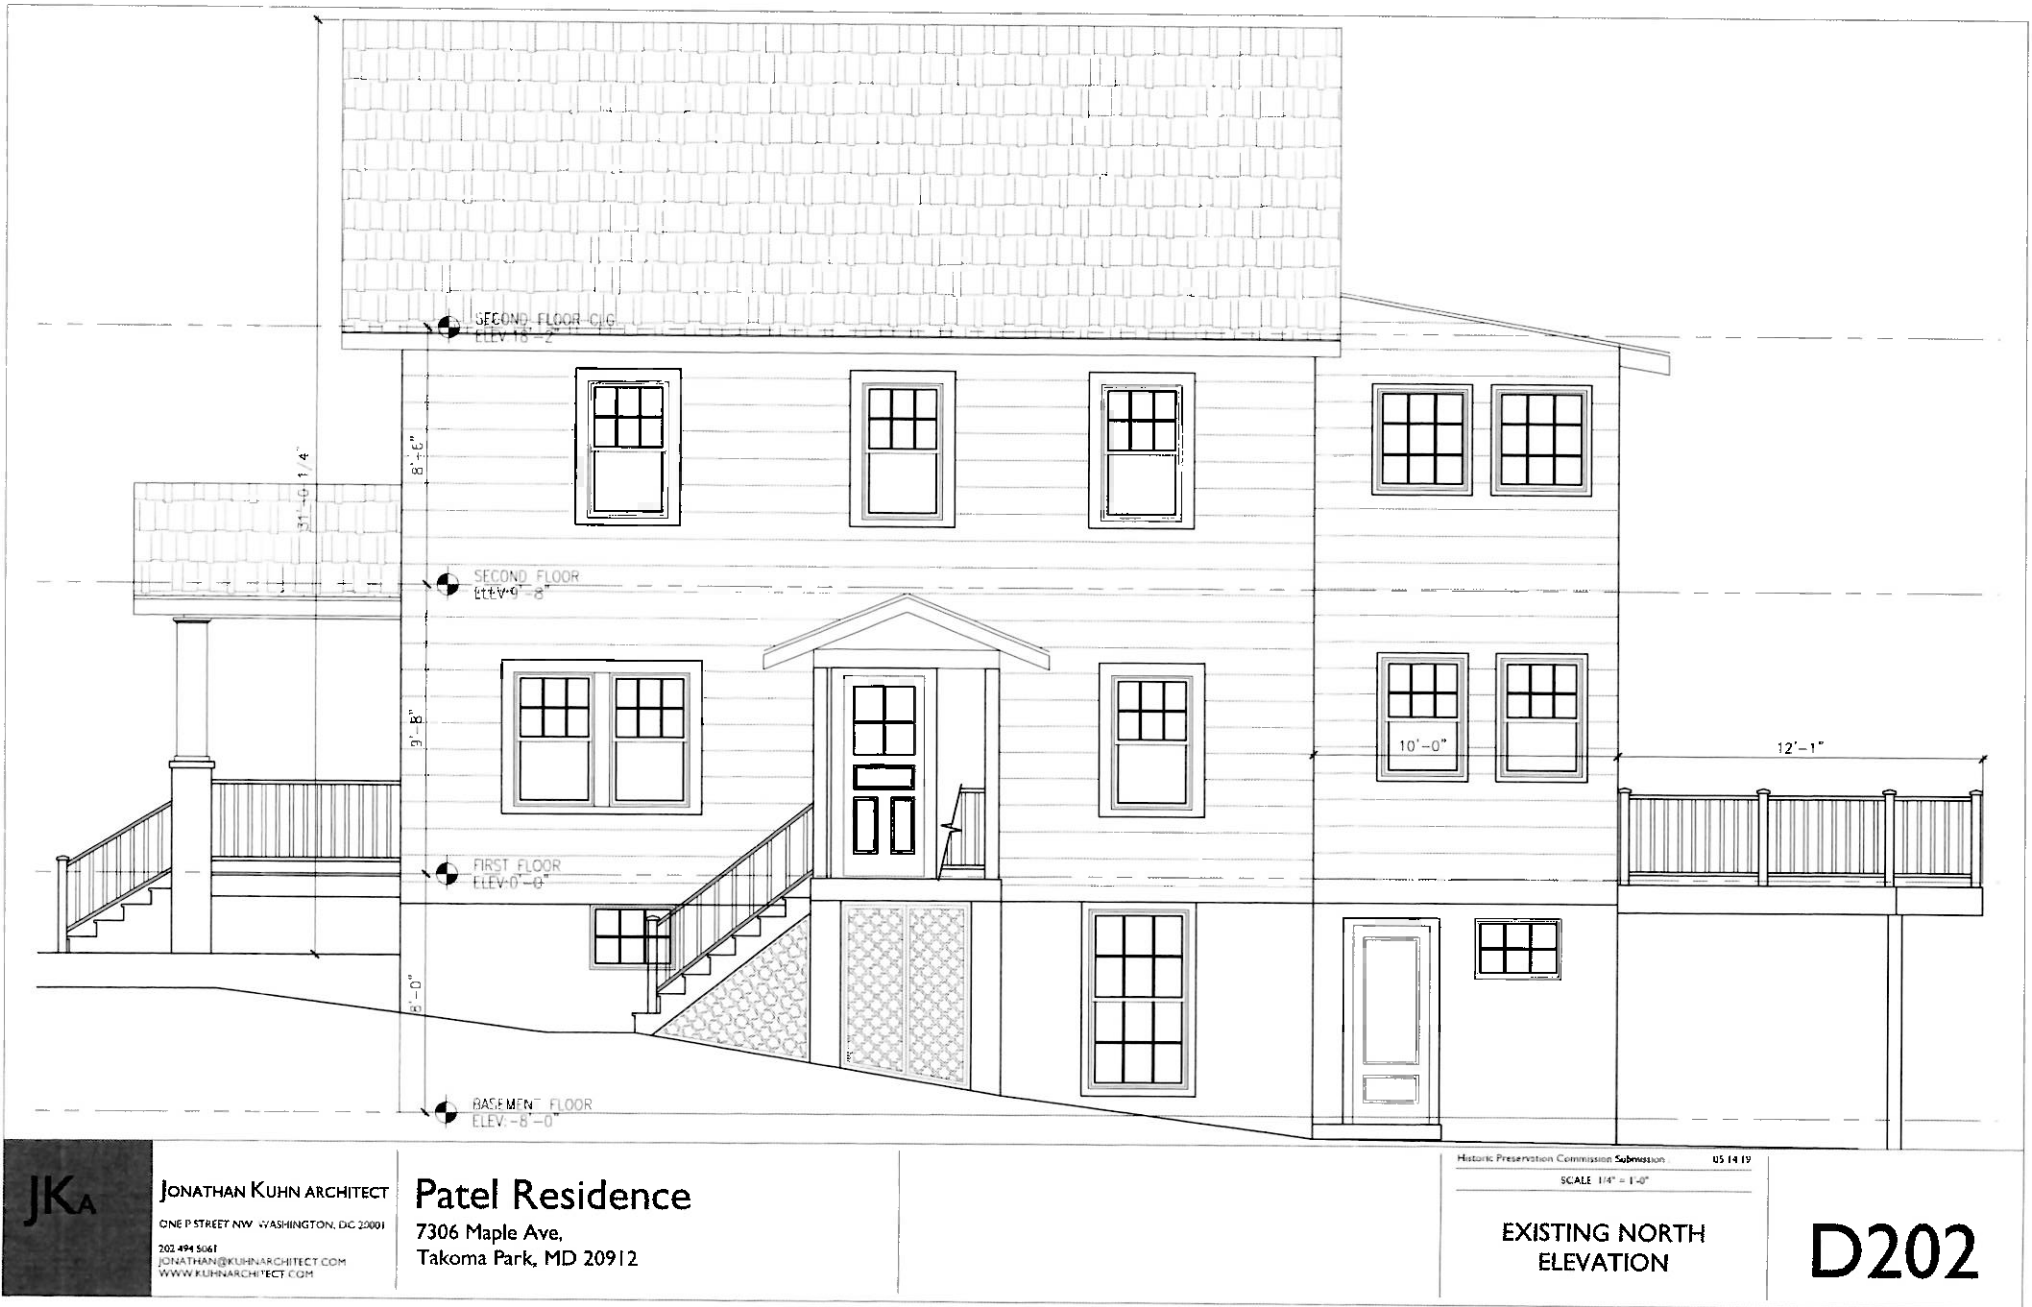 SECOND FLOOR CLG
ELEV: 18'-2"
8'-6"
31'-0 1/4"
SECOND FLOOR
ELEV: 9'-8"
9'-8"
10'-0"
12'-1"
FIRST FLOOR
ELEV: 0'-0"
8'-0"
BASEMENT FLOOR
ELEV: -8'-0"
JKA
JONATHAN KUHN ARCHITECT
ONE P STREET NW WASHINGTON, DC 20001
202 494 5061
JONATHAN@KUHNARCHITECT.COM
WWW.KUHNARCHITECT.COM
Patel Residence
7306 Maple Ave,
Takoma Park, MD 20912
Historic Preservation Commission Submission 05 14 19
SCALE 1/4" = 1'-0"
EXISTING NORTH
ELEVATION
D202